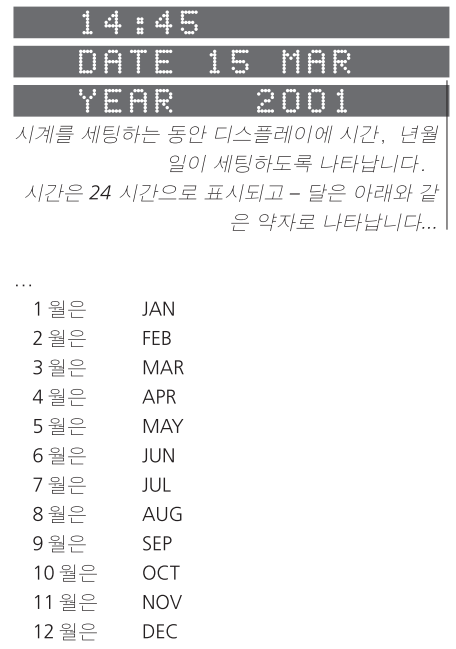 14:45
DATE 15 MAR
YEAR 2001
시계를 세팅하는 동안 디스플레이에 시간, 년월
일이 세팅하도록 나타납니다.
시간은 24 시간으로 표시되고 – 달은 아래와 같
은 약자로 나타납니다...
...
1 월은 JAN
2 월은 FEB
3 월은 MAR
4 월은 APR
5 월은 MAY
6 월은 JUN
7 월은 JUL
8 월은 AUG
9 월은 SEP
10 월은 OCT
11 월은 NOV
12 월은 DEC